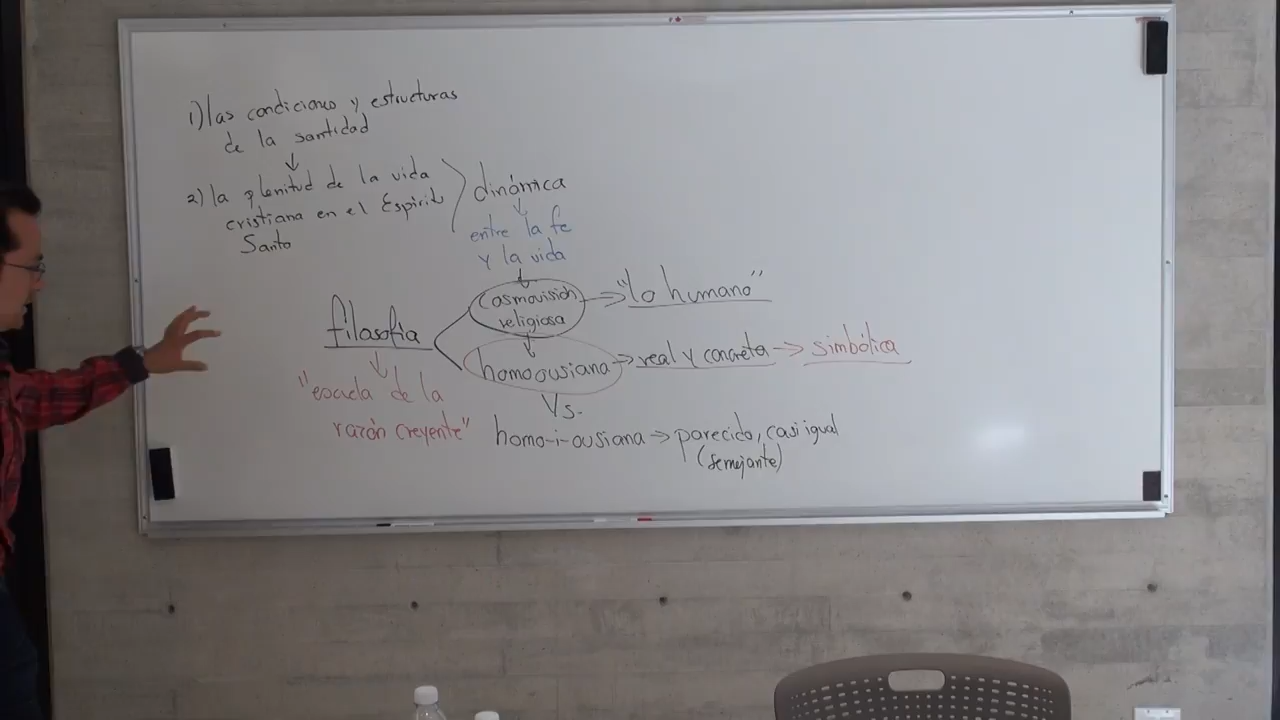 1) las condiciones y estructuras
de la santidad
2) la plenitud de la vida
cristiana en el Espíritu
Santo
dinámica
entre la fe
y la vida
Cosmovisión
religiosa
"lo humano"
filosofía
homoousiana
real y concreta
simbólica
"escuela de la
razón creyente"
Vs.
homo-i-ousiana
parecido, casi igual
(semejante)